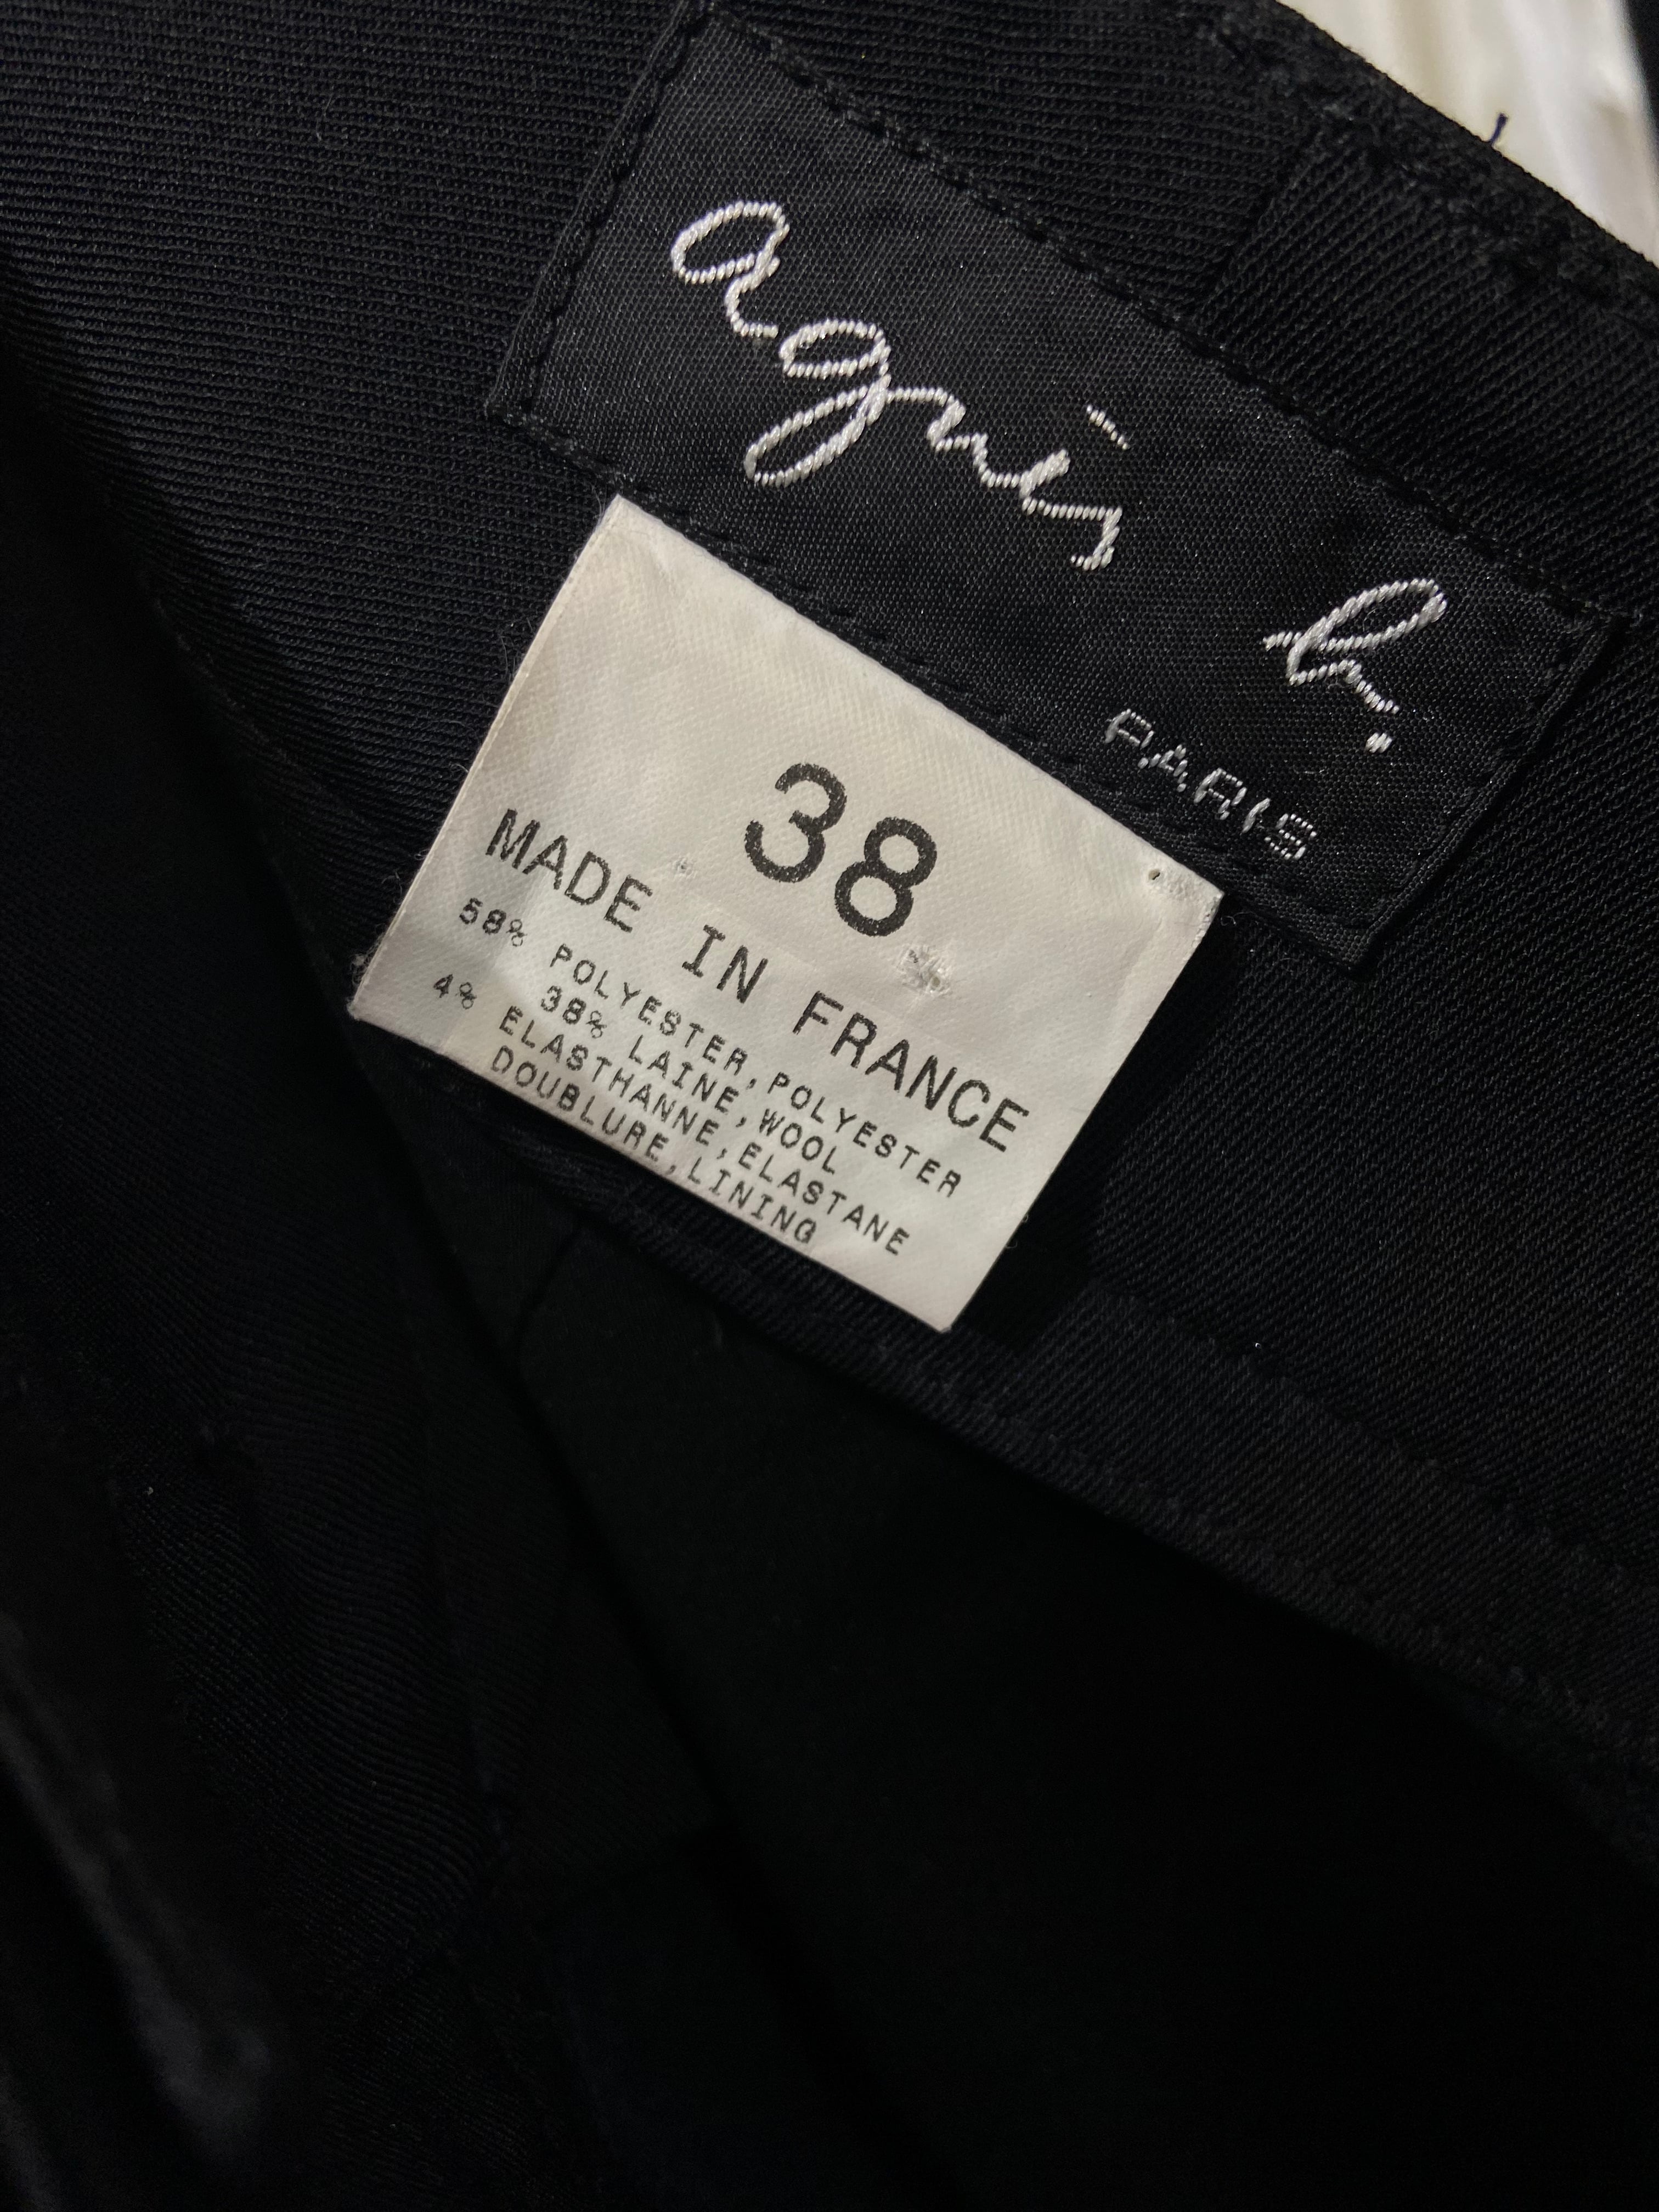 agnès b.
PARIS
38
MADE IN FRANCE
58% POLYESTER,POLYESTER
38% LAINE,WOOL
4% ELASTHANNE,ELASTANE
DOUBLURE,LINING